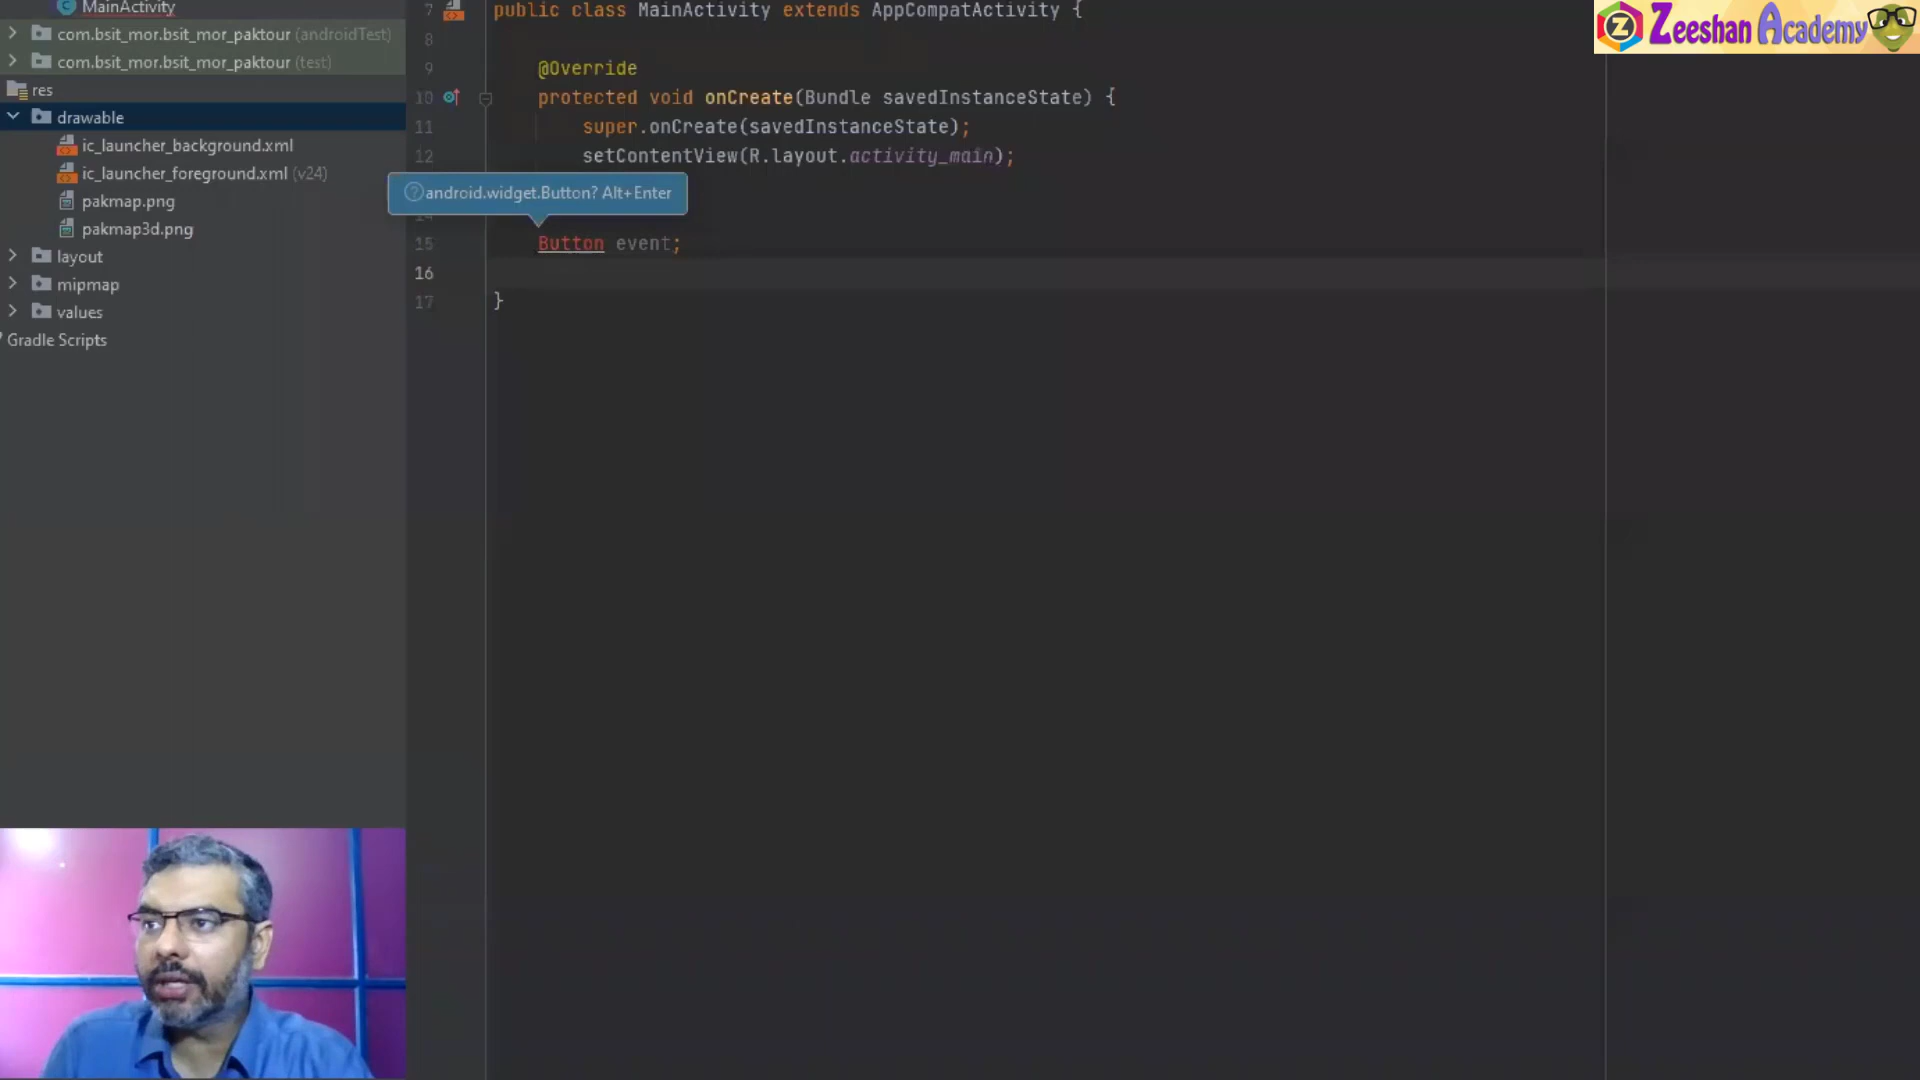 MainActivity
com.bsit_mor.bsit_mor_paktour (androidTest)
com.bsit_mor.bsit_mor_paktour (test)
res
drawable
ic_launcher_background.xml
ic_launcher_foreground.xml (v24)
pakmap.png
pakmap3d.png
layout
mipmap
values
Gradle Scripts
7 public class MainActivity extends AppCompatActivity {
8
9 @Override
10 protected void onCreate(Bundle savedInstanceState) {
11 super.onCreate(savedInstanceState);
12 setContentView(R.layout.activity_main);
?android.widget.Button? Alt+Enter
14
15 Button event;
16
17 }
Zeeshan Academy